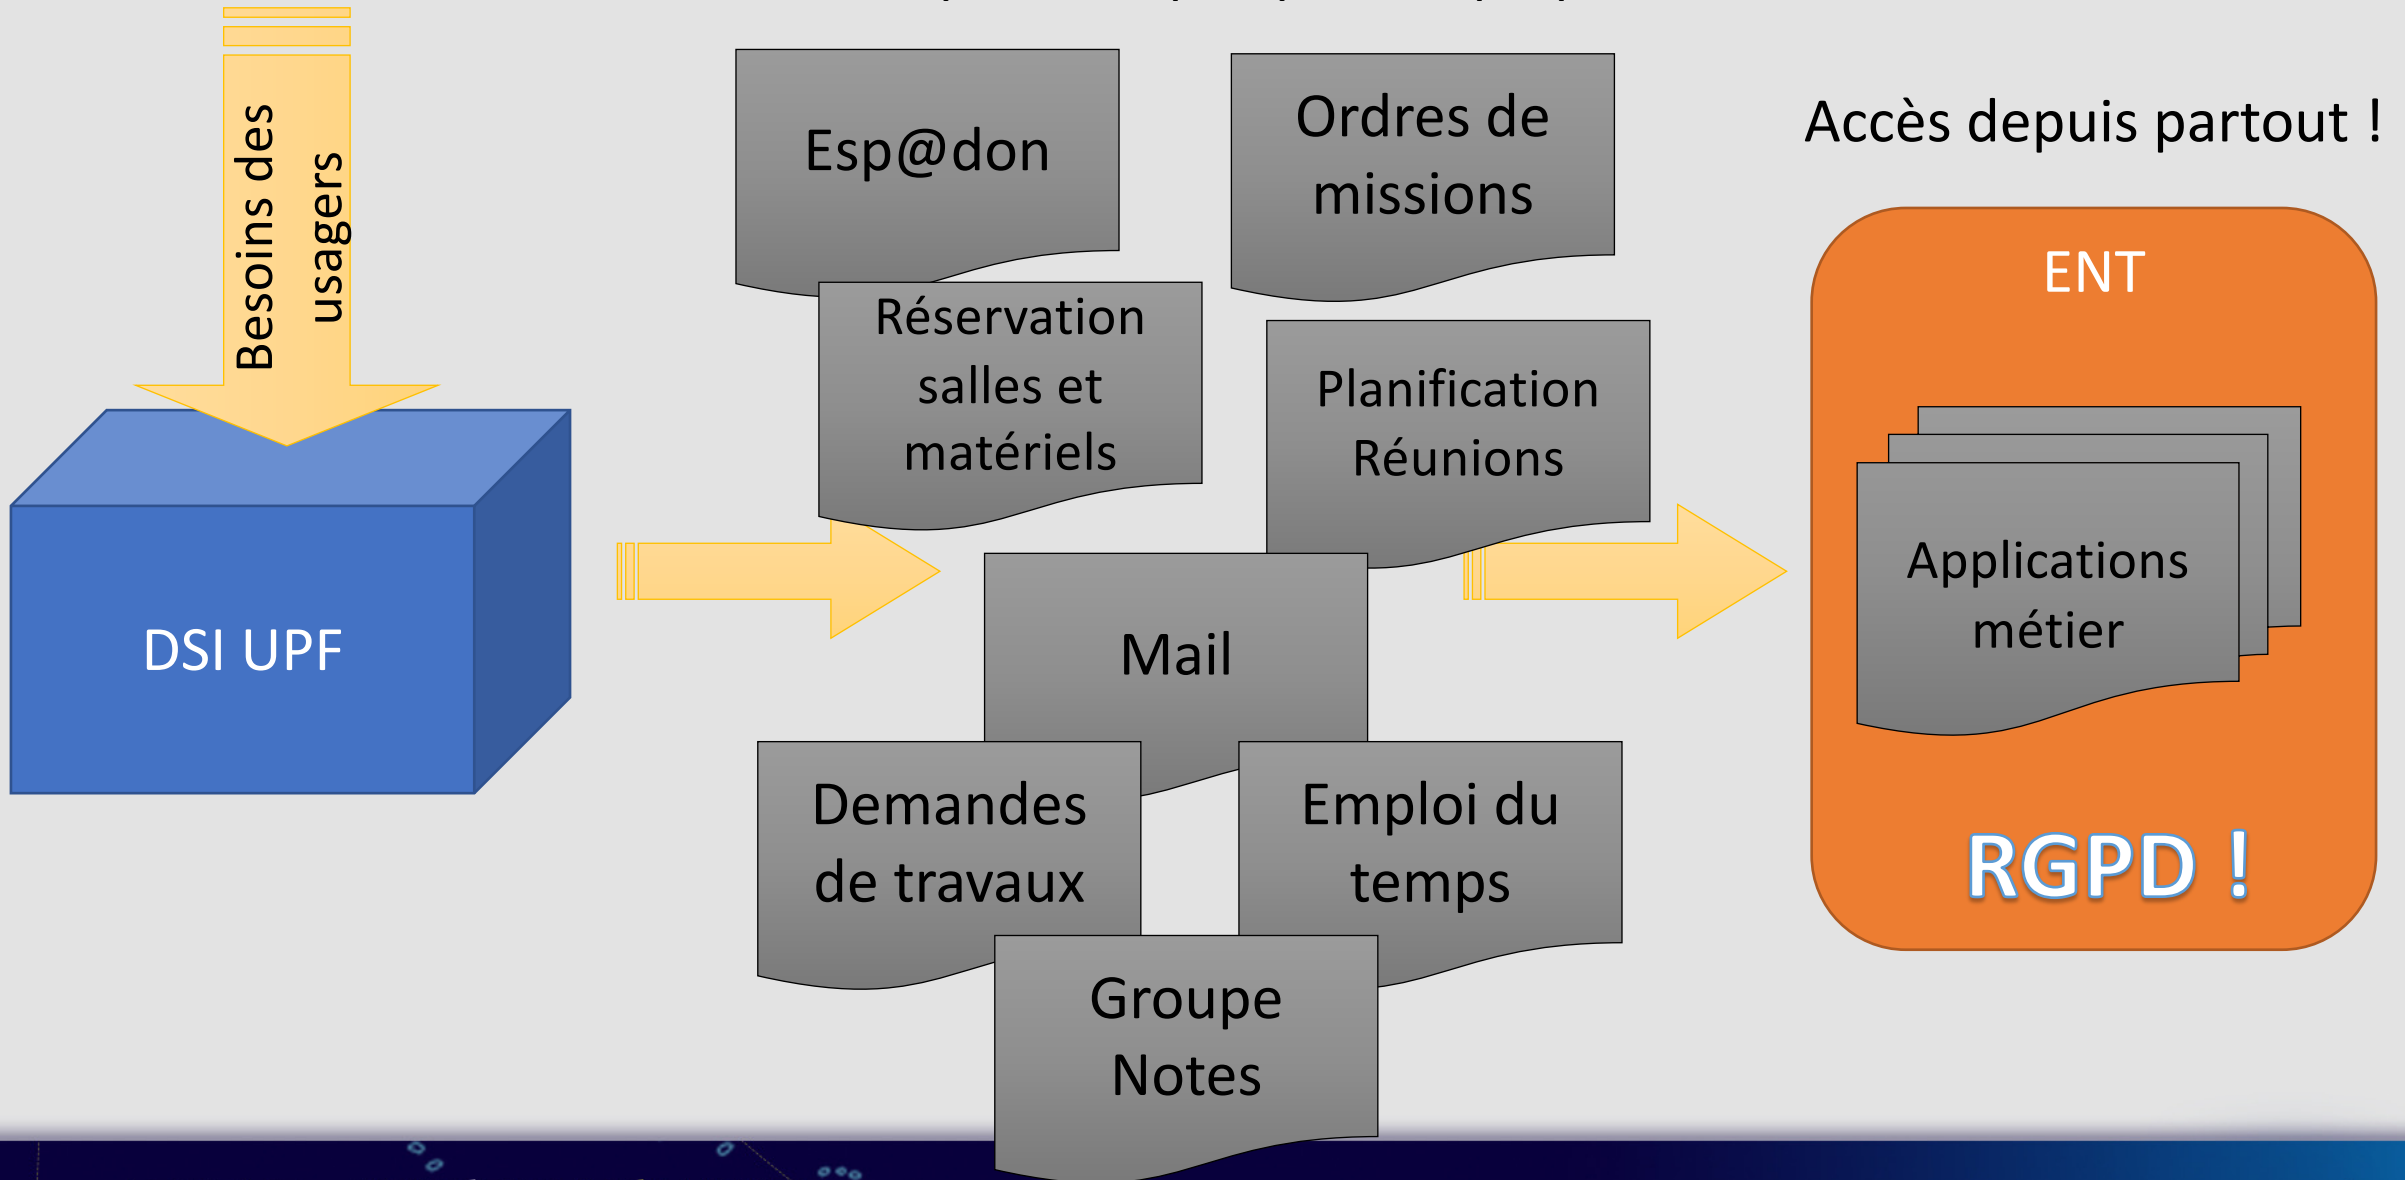 Besoins des
usagers
DSI UPF
Esp@don
Ordres de
missions
Réservation
salles et
matériels
Planification
Réunions
Mail
Demandes
de travaux
Emploi du
temps
Groupe
Notes
Accès depuis partout !
ENT
Applications
métier
RGPD !